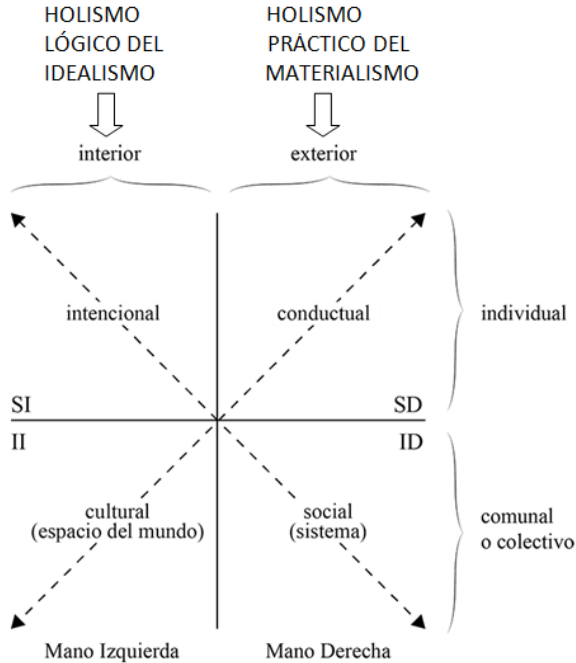 HOLISMO
LÓGICO DEL
IDEALISMO
HOLISMO
PRÁCTICO DEL
MATERIALISMO
interior
exterior
intencional
conductual
individual
SI
SD
II
ID
cultural
(espacio del mundo)
social
(sistema)
comunal
o colectivo
Mano Izquierda
Mano Derecha